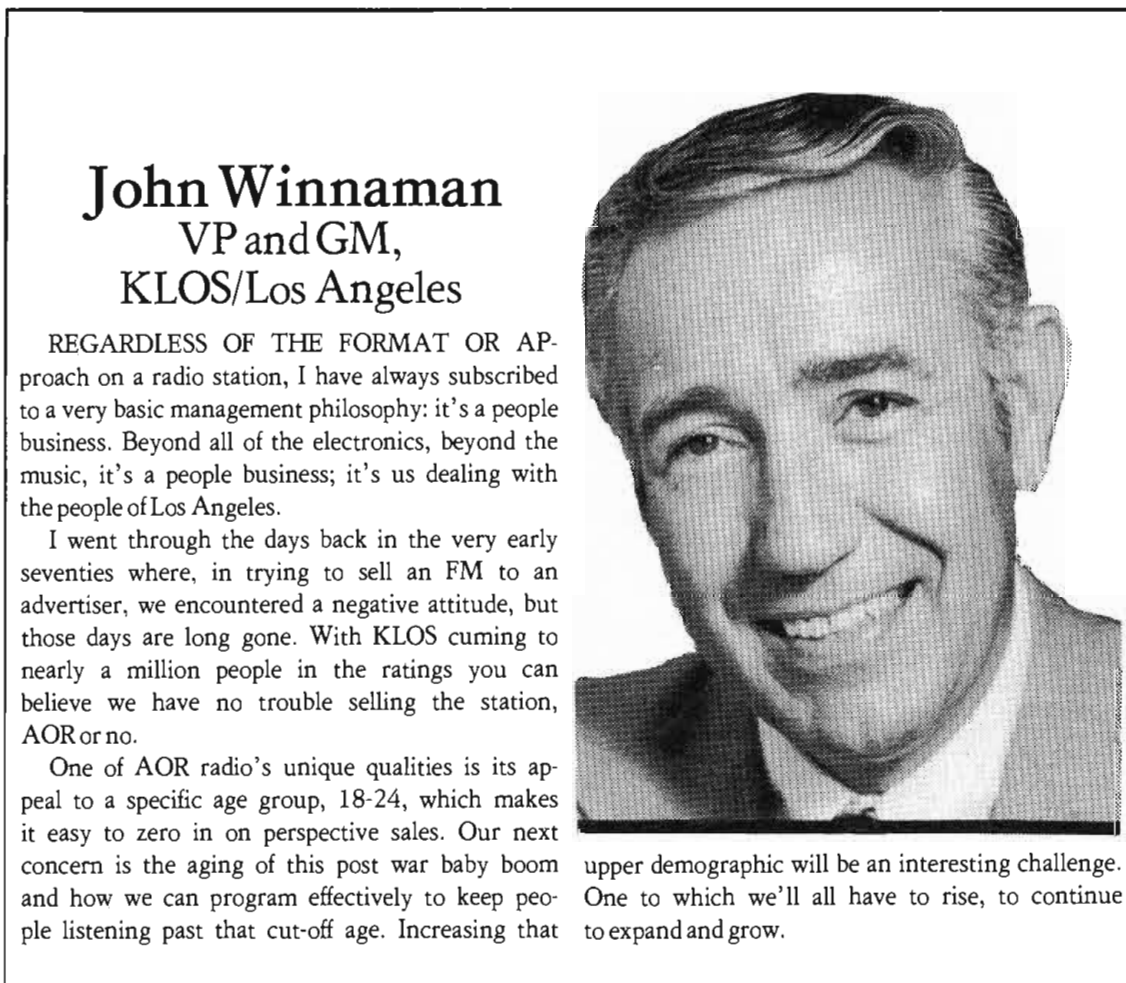 John Winnaman
VP and GM,
KLOS/Los Angeles
REGARDLESS OF THE FORMAT OR AP-
proach on a radio station, I have always subscribed
to a very basic management philosophy: it's a people
business. Beyond all of the electronics, beyond the
music, it's a people business; it's us dealing with
the people of Los Angeles.
I went through the days back in the very early
seventies where, in trying to sell an FM to an
advertiser, we encountered a negative attitude, but
those days are long gone. With KLOS cuming to
nearly a million people in the ratings you can
believe we have no trouble selling the station,
AOR or no.
One of AOR radio's unique qualities is its ap-
peal to a specific age group, 18-24, which makes
it easy to zero in on perspective sales. Our next
concern is the aging of this post war baby boom
and how we can program effectively to keep peo-
ple listening past that cut-off age. Increasing that
upper demographic will be an interesting challenge.
One to which we'll all have to rise, to continue
to expand and grow.